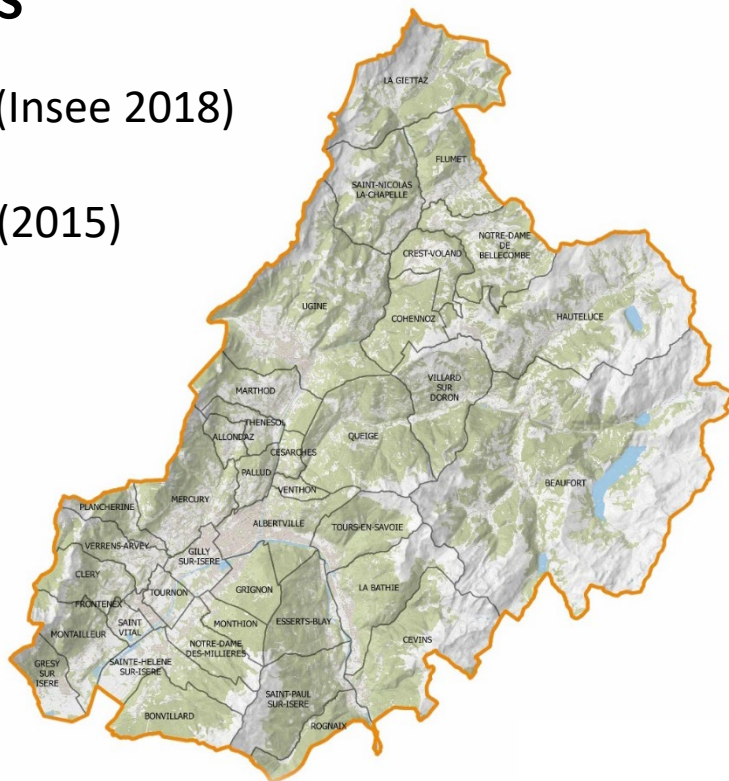 S
(Insee 2018)
(2015)
LA GIETTAZ
FLUMET
SAINT-NICOLAS
LA-CHAPELLE
NOTRE-DAME
DE
BELLECOMBE
CREST-VOLAND
HAUTELUCE
UGINE
COHENNOZ
VILLARD
SUR
DORON
MARTHOD
THENESOL
ALLONDAZ
QUEIGE
CESARCHES
PALLUD
BEAUFORT
VENTHON
MERCURY
PLANCHERINE
ALBERTVILLE
TOURS-EN-SAVOIE
VERRENS-ARVEY
GILLY
SUR-ISERE
CLERY
LA BATHIE
GRIGNON
TOURNON
FRONTENEX
ESSERTS-BLAY
SAINT
VITAL
MONTHION
MONTAILLEUR
CEVINS
NOTRE-DAME
DES-MILLIERES
GRESY
SUR
ISERE
SAINTE-HELENE
SUR-ISERE
SAINT-PAUL
SUR-ISERE
BONVILLARD
ROGNAIX